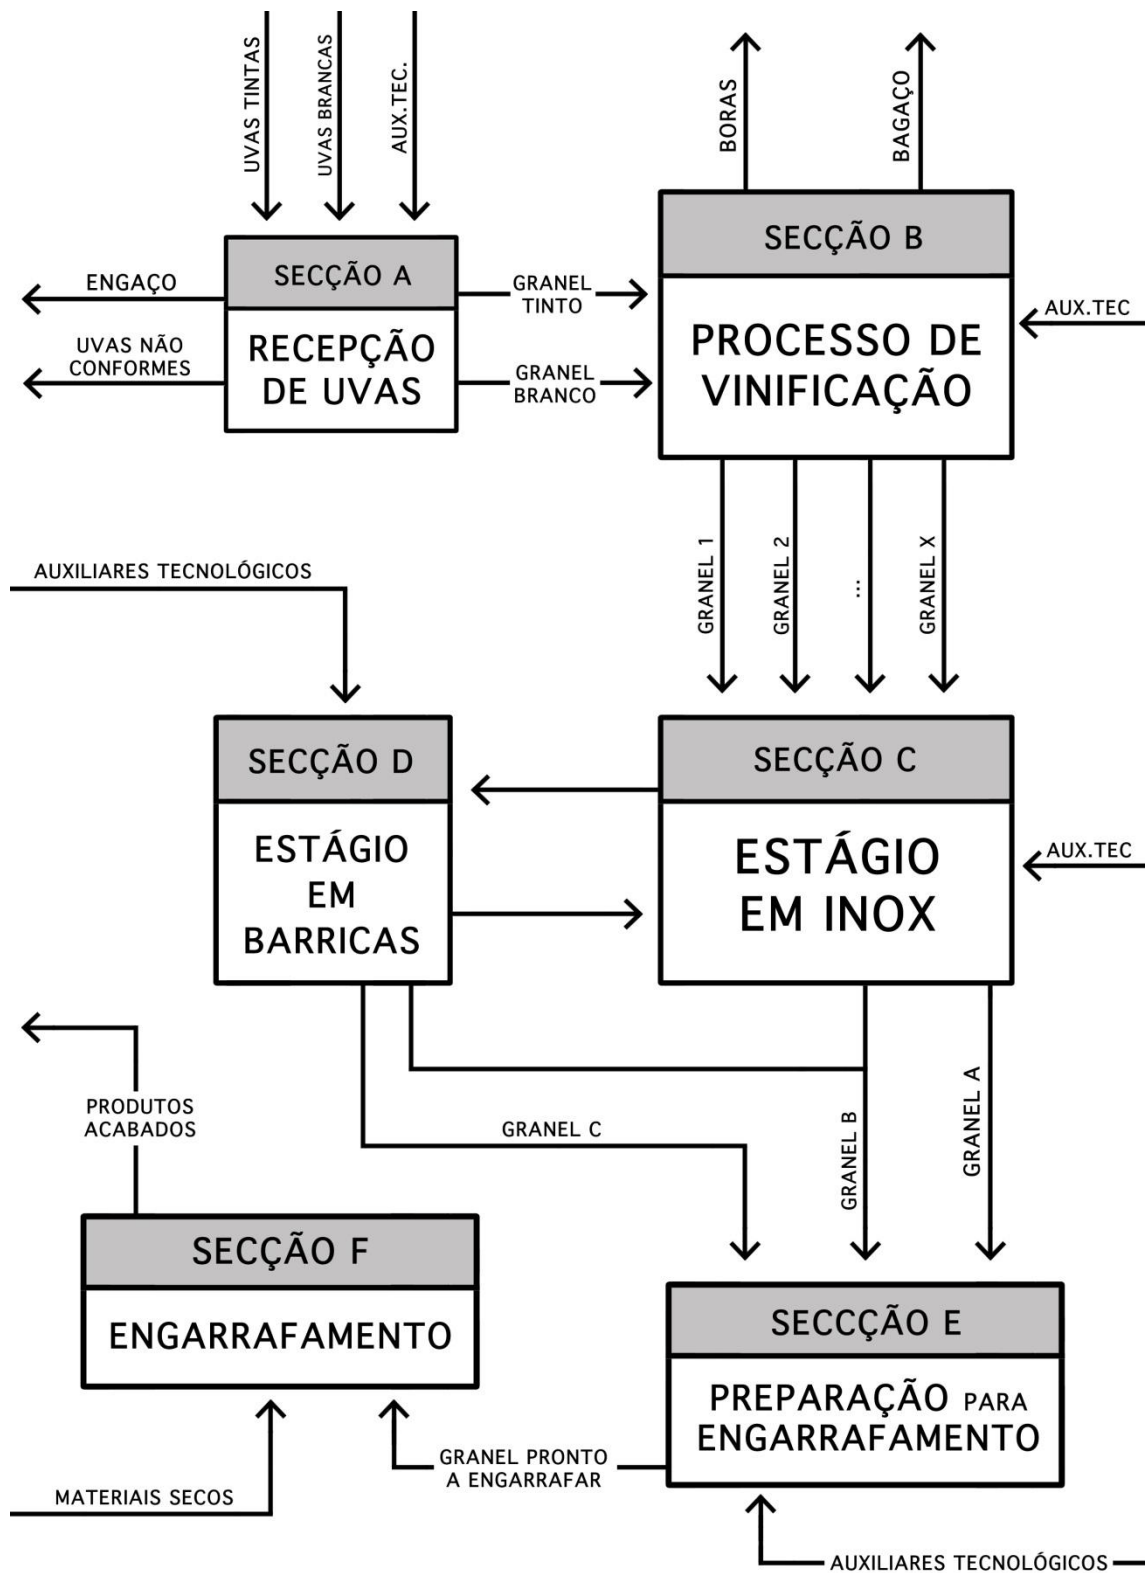 UVAS TINTAS
UVAS BRANCAS
AUX.TEC.
BORAS
BAGAÇO
SECÇÃO A
RECEPÇÃO
DE UVAS
ENGAÇO
UVAS NÃO
CONFORMES
GRANEL
TINTO
GRANEL
BRANCO
SECÇÃO B
PROCESSO DE
VINIFICAÇÃO
AUX.TEC
GRANEL 1
GRANEL 2
...
GRANEL X
AUXILIARES TECNOLÓGICOS
SECÇÃO D
ESTÁGIO
EM
BARRICAS
SECÇÃO C
ESTÁGIO
EM INOX
AUX.TEC
PRODUTOS
ACABADOS
GRANEL C
GRANEL B
GRANEL A
SECÇÃO F
ENGARRAFAMENTO
SECCÇÃO E
PREPARAÇÃO PARA
ENGARRAFAMENTO
GRANEL PRONTO
A ENGARRAFAR
MATERIAIS SECOS
AUXILIARES TECNOLÓGICOS